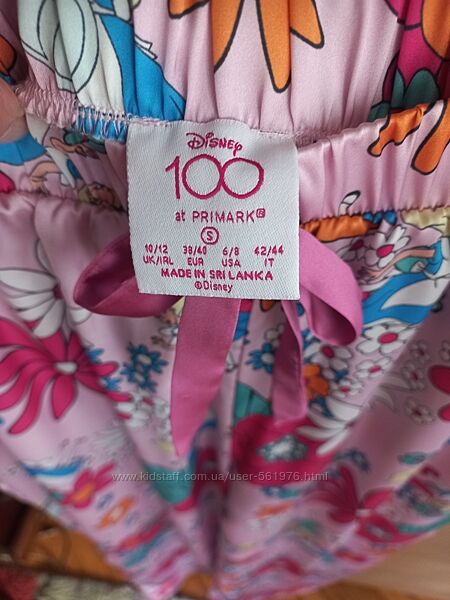 Disney
100
at PRIMARK®
S
10/12 38/40 6/8 42/44
UK/IRL EUR USA IT
MADE IN SRI LANKA
©Disney
www.kidstaff.com.ua/user-561976.html